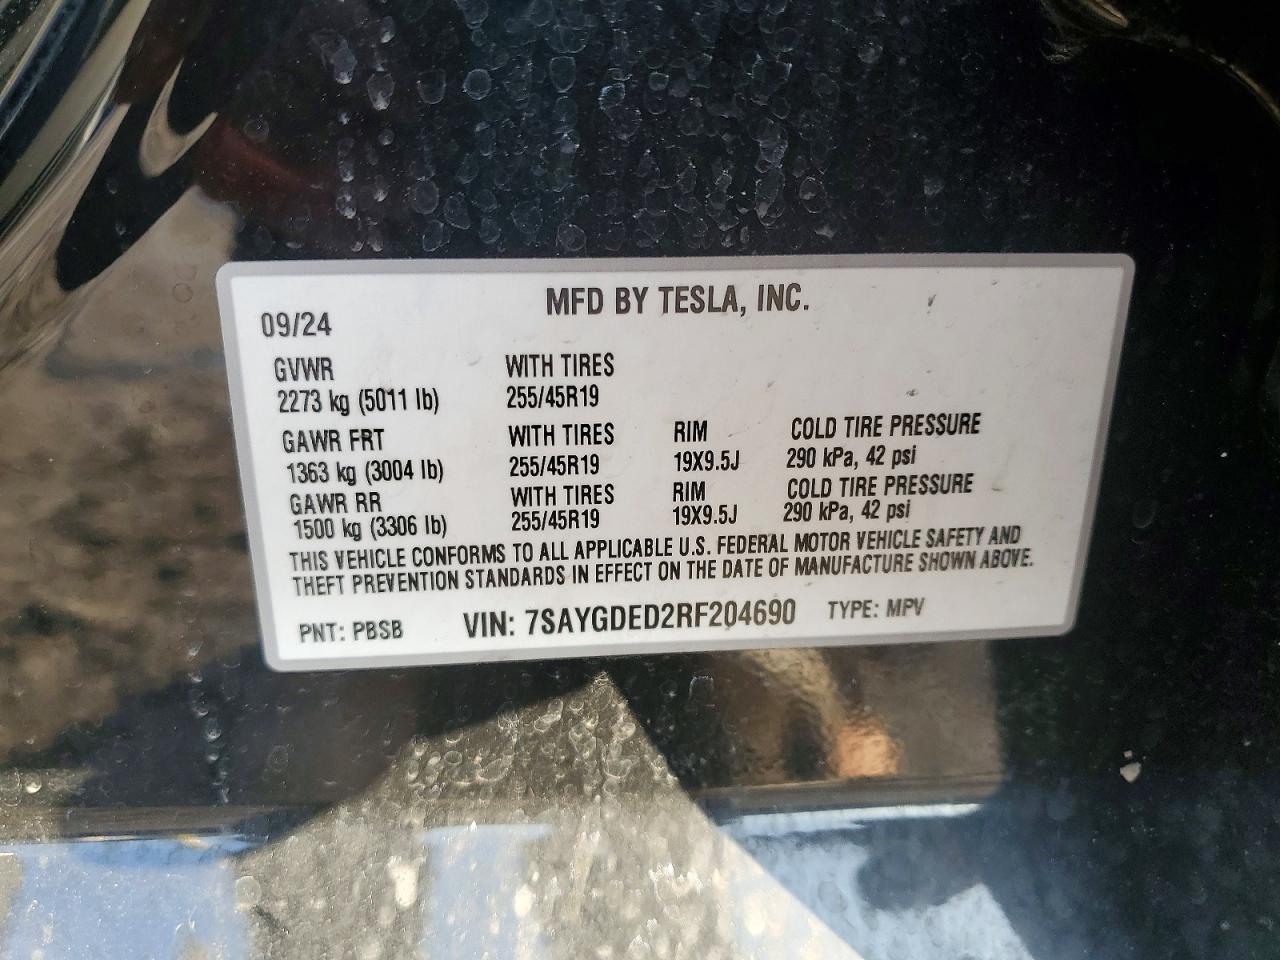 MFD BY TESLA, INC.
09/24
GVWR WITH TIRES
2273 kg (5011 lb) 255/45R19
GAWR FRT WITH TIRES RIM COLD TIRE PRESSURE
1363 kg (3004 lb) 255/45R19 19X9.5J 290 kPa, 42 psi
GAWR RR WITH TIRES RIM COLD TIRE PRESSURE
1500 kg (3306 lb) 255/45R19 19X9.5J 290 kPa, 42 psi
THIS VEHICLE CONFORMS TO ALL APPLICABLE U.S. FEDERAL MOTOR VEHICLE SAFETY AND
THEFT PREVENTION STANDARDS IN EFFECT ON THE DATE OF MANUFACTURE SHOWN ABOVE.
PNT: PBSB VIN: 7SAYGDED2RF204690 TYPE: MPV